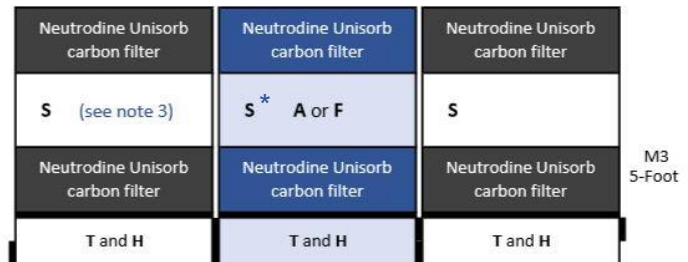 Neutrodine Unisorb
carbon filter
Neutrodine Unisorb
carbon filter
Neutrodine Unisorb
carbon filter
S (see note 3)
S * A or F
S
Neutrodine Unisorb
carbon filter
Neutrodine Unisorb
carbon filter
Neutrodine Unisorb
carbon filter
M3
5-Foot
T and H
T and H
T and H